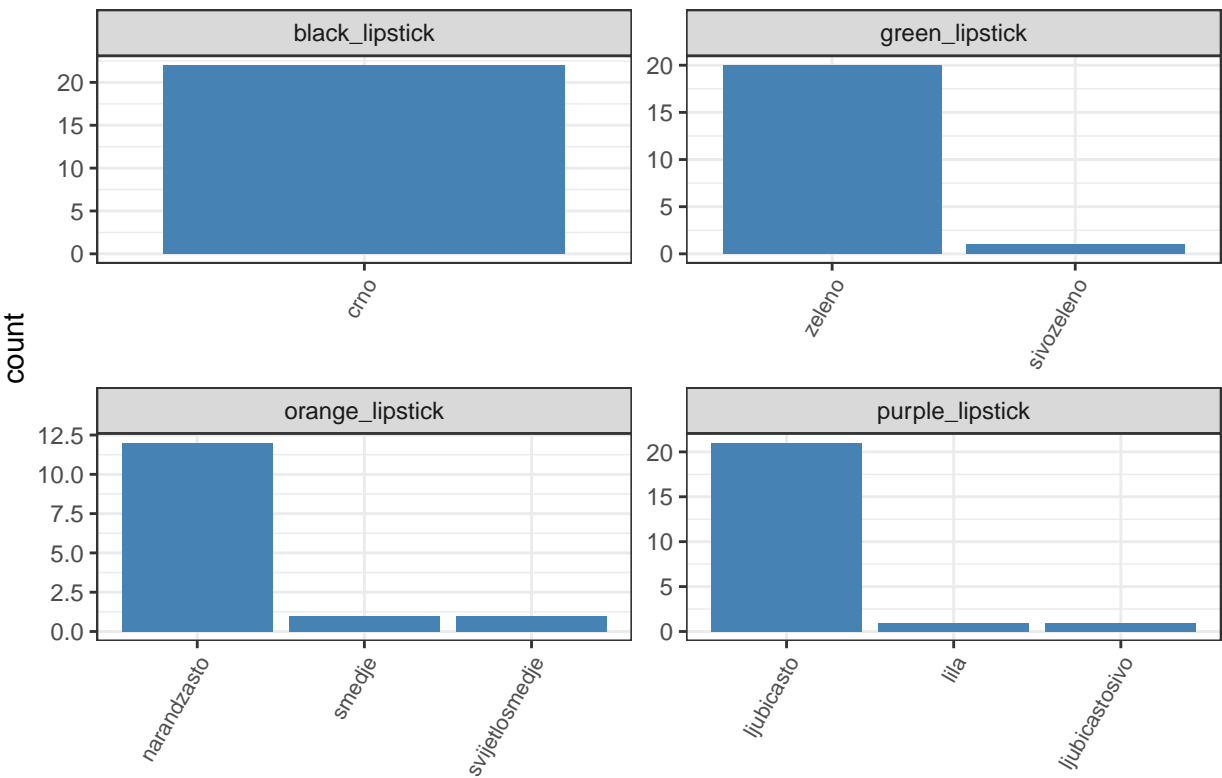 count
black_lipstick
20
15
10
5
0
crno
green_lipstick
20
15
10
5
0
zeleno
sivozeleno
orange_lipstick
12.5
10.0
7.5
5.0
2.5
0.0
narandzasto
smedje
svijetlosmedje
purple_lipstick
20
15
10
5
0
ljubicasto
lila
ljubicastosivo